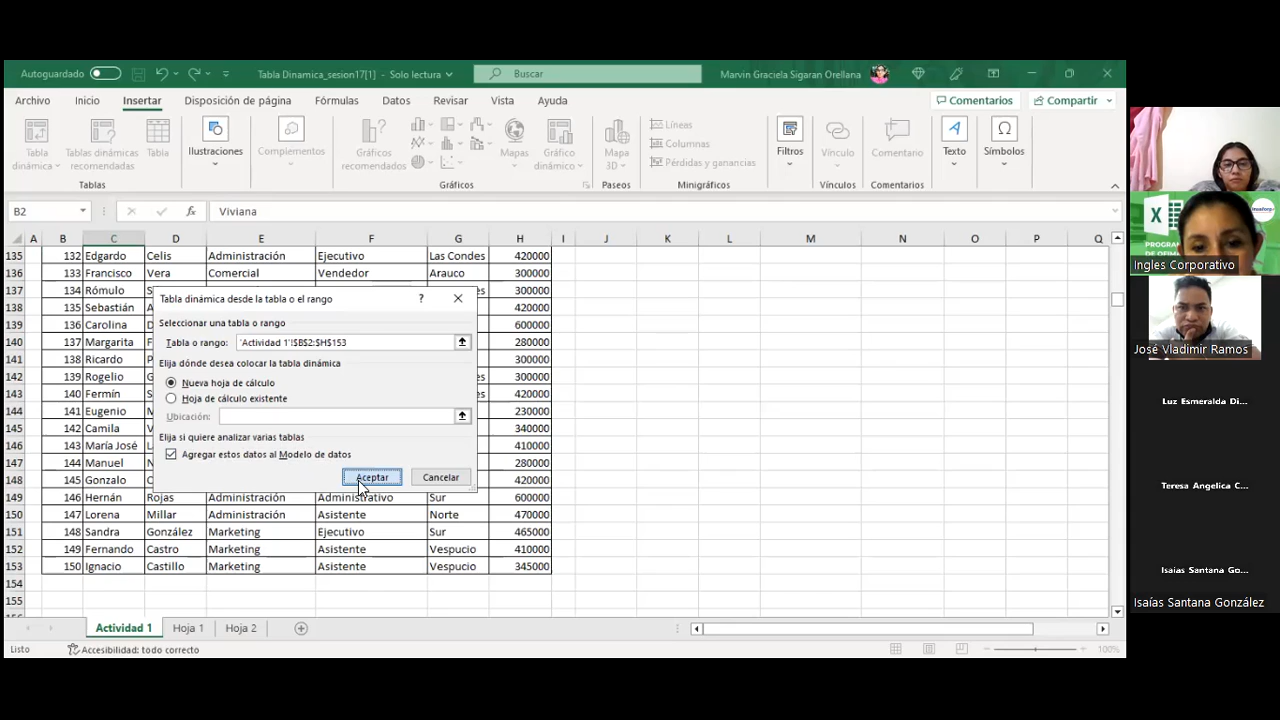 Autoguardado
Tabla Dinamica_sesion17[1] - Solo lectura
Buscar
Marvin Graciela Sigaran Orellana
Archivo Inicio Insertar Disposición de página Fórmulas Datos Revisar Vista Ayuda
Comentarios Compartir
Tabla dinámica
Tablas dinámicas recomendadas
Tabla
Ilustraciones
Complementos
Gráficos recomendados
Mapas
Gráfico dinámico
Mapa 3D
Líneas
Columnas
Pérdidas y ganancias
Filtros
Vínculo
Comentario
Texto
Símbolos
Tablas Gráficos Paseos Minigráficos Vínculos Comentarios
B2 fx Viviana
A B C D E F G H I J K L M N O P Q
135 132 Edgardo Celis Administración Ejecutivo Las Condes 420000
136 133 Francisco Vera Comercial Vendedor Arauco 300000
137 134 Rómulo S 300000
138 135 Sebastián A 420000
139 136 Carolina D 600000
140 137 Margarita F 280000
141 138 Ricardo P 280000
142 139 Rogelio G es 300000
143 140 Fermín S es 420000
144 141 Eugenio M 230000
145 142 Camila V 340000
146 143 María José L 410000
147 144 Manuel N 280000
148 145 Gonzalo C 420000
149 146 Hernán Rojas Administración Administrativo Sur 600000
150 147 Lorena Millar Administración Asistente Norte 470000
151 148 Sandra González Marketing Ejecutivo Sur 465000
152 149 Fernando Castro Marketing Asistente Vespucio 410000
153 150 Ignacio Castillo Marketing Asistente Vespucio 345000
154
155
Tabla dinámica desde la tabla o el rango ?
Seleccionar una tabla o rango
Tabla o rango: 'Actividad 1'!$B$2:$H$153
Elija dónde desea colocar la tabla dinámica
Nueva hoja de cálculo
Hoja de cálculo existente
Ubicación:
Elija si quiere analizar varias tablas
Agregar estos datos al Modelo de datos
Aceptar Cancelar
Actividad 1 Hoja 1 Hoja 2
Listo Accesibilidad: todo correcto 100%
Ingles Corporativo
José Vladimir Ramos
Luz Esmeralda Di...
Teresa Angelica C...
Isaias Santana Go...
Isaías Santana González